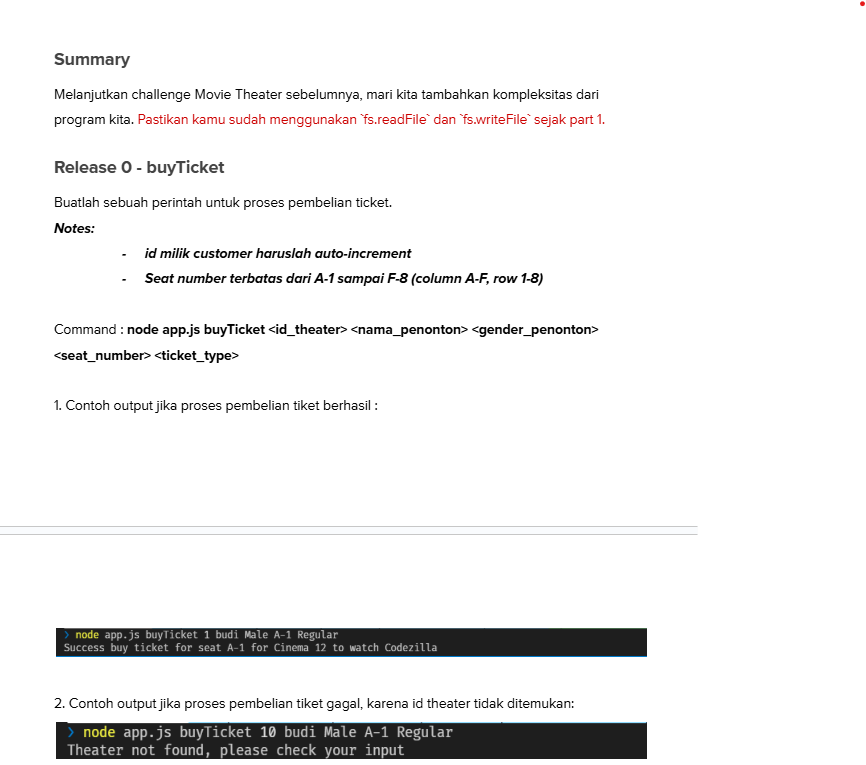 Summary
Melanjutkan challenge Movie Theater sebelumnya, mari kita tambahkan kompleksitas dari
program kita. Pastikan kamu sudah menggunakan `fs.readFile` dan `fs.writeFile` sejak part 1.
Release 0 - buyTicket
Buatlah sebuah perintah untuk proses pembelian ticket.
Notes:
- id milik customer haruslah auto-increment
- Seat number terbatas dari A-1 sampai F-8 (column A-F, row 1-8)
Command : node app.js buyTicket <id_theater> <nama_penonton> <gender_penonton>
<seat_number> <ticket_type>
1. Contoh output jika proses pembelian tiket berhasil :
❯ node app.js buyTicket 1 budi Male A-1 Regular
Success buy ticket for seat A-1 for Cinema 12 to watch Codezilla
2. Contoh output jika proses pembelian tiket gagal, karena id theater tidak ditemukan:
❯ node app.js buyTicket 10 budi Male A-1 Regular
Theater not found, please check your input